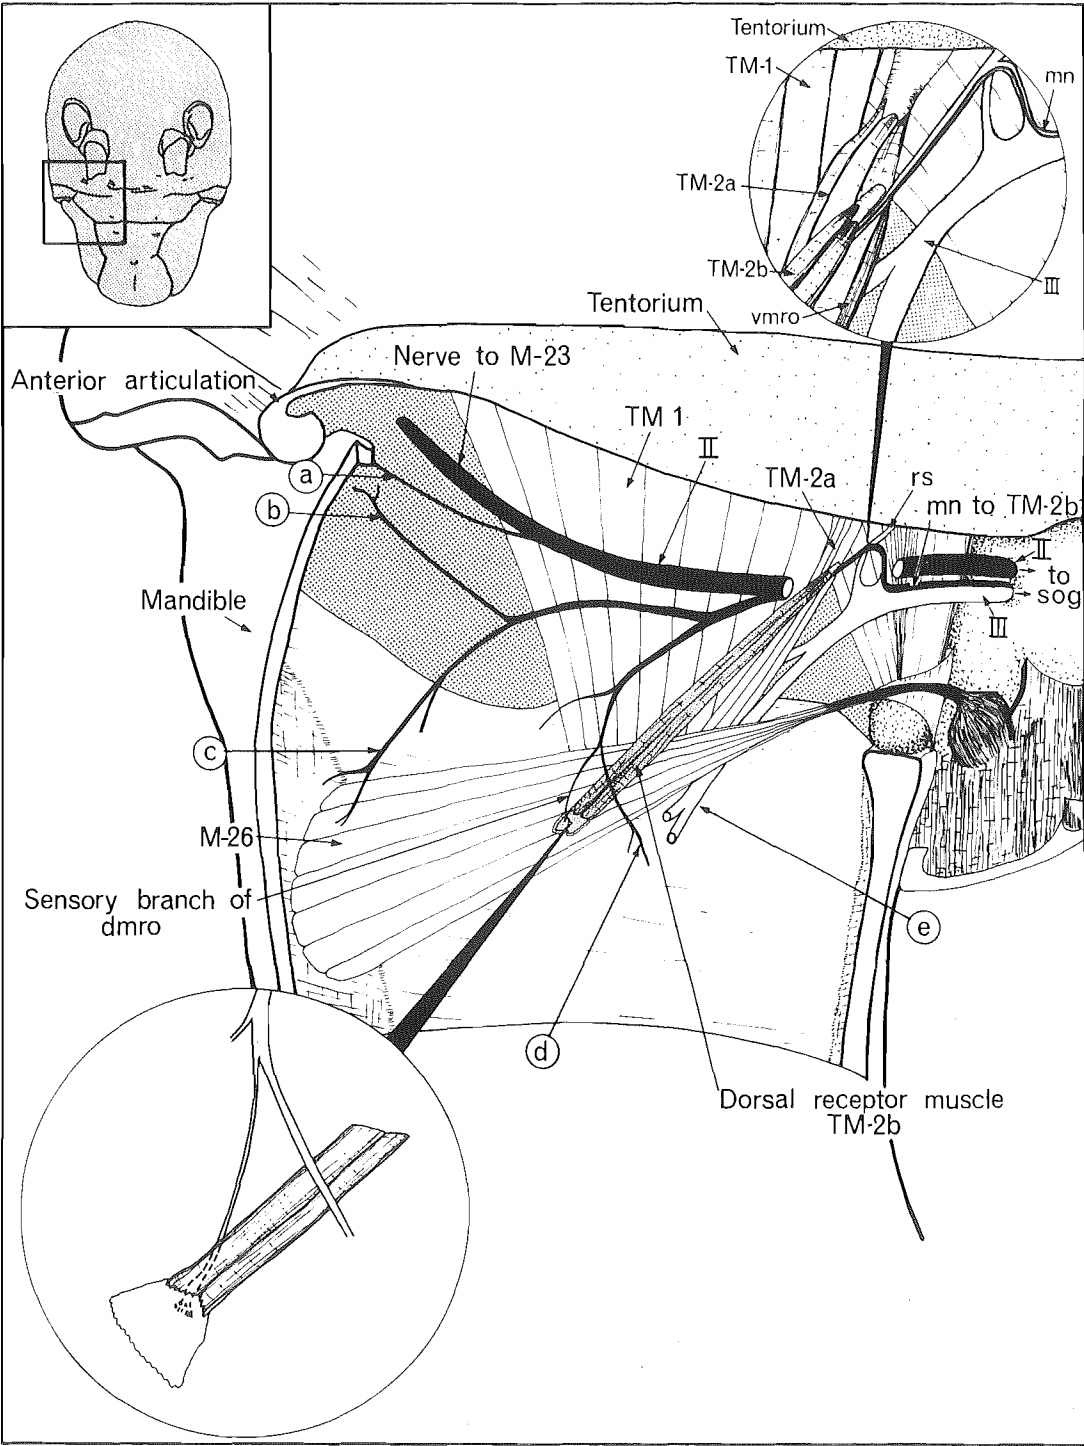 Tentorium
TM-1
mn
TM-2a
TM-2b
III
vmro
Tentorium
Nerve to M-23
Anterior articulation
TM 1
II
TM-2a
rs
mn to TM-2b
II
to
sog
III
a
b
Mandible
c
M-26
Sensory branch of
dmro
e
d
Dorsal receptor muscle
TM-2b